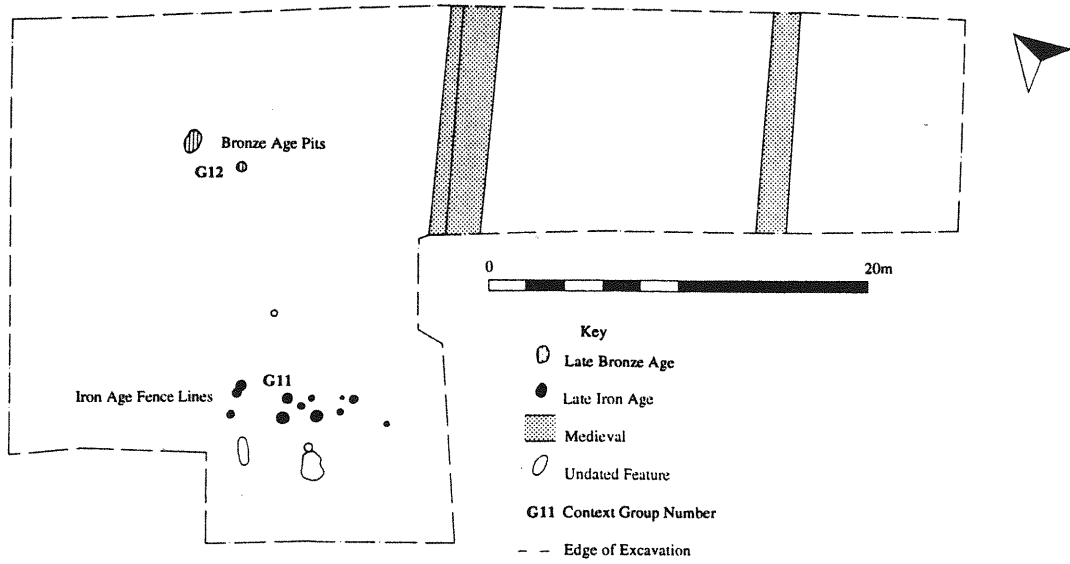 Bronze Age Pits
G12
0 20m
Key
Late Bronze Age
G11
Iron Age Fence Lines
Late Iron Age
Medieval
Undated Feature
G11 Context Group Number
Edge of Excavation